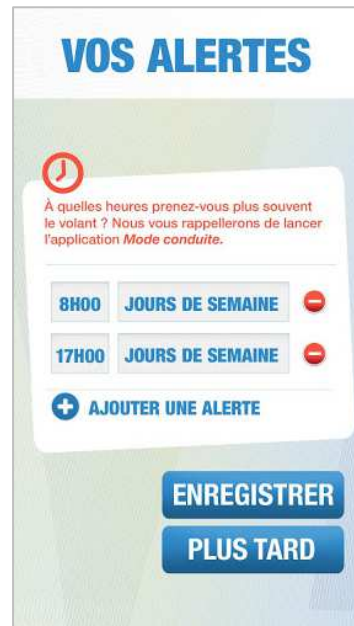 VOS ALERTES
À quelles heures prenez-vous plus souvent
le volant ? Nous vous rappellerons de lancer
l'application Mode conduite.
8H00 JOURS DE SEMAINE
17H00 JOURS DE SEMAINE
AJOUTER UNE ALERTE
ENREGISTRER
PLUS TARD